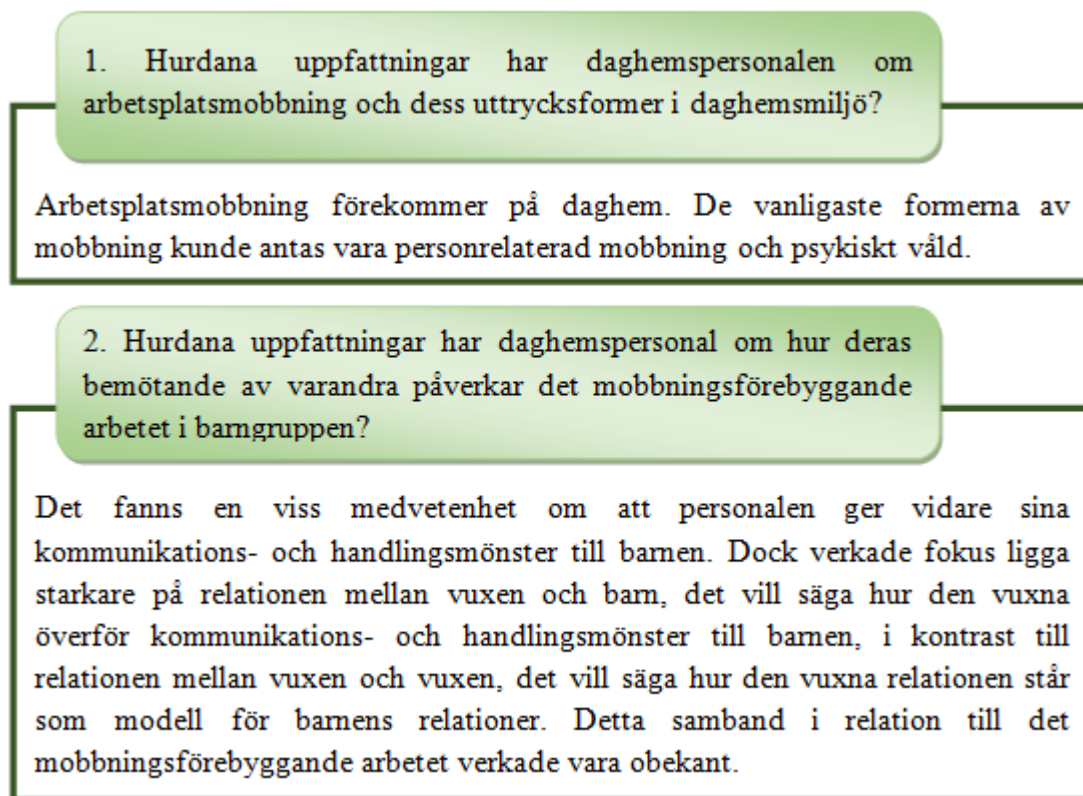 1. Hurdana uppfattningar har daghemspersonalen om
arbetsplatsmobbning och dess uttrycksformer i daghemsmiljö?
Arbetsplatsmobbning förekommer på daghem. De vanligaste formerna av
mobbning kunde antas vara personrelaterad mobbning och psykiskt våld.
2. Hurdana uppfattningar har daghemspersonal om hur deras
bemötande av varandra påverkar det mobbningsförebyggande
arbetet i barngruppen?
Det fanns en viss medvetenhet om att personalen ger vidare sina
kommunikations- och handlingsmönster till barnen. Dock verkade fokus ligga
starkare på relationen mellan vuxen och barn, det vill säga hur den vuxna
överför kommunikations- och handlingsmönster till barnen, i kontrast till
relationen mellan vuxen och vuxen, det vill säga hur den vuxna relationen står
som modell för barnens relationer. Detta samband i relation till det
mobbningsförebyggande arbetet verkade vara obekant.